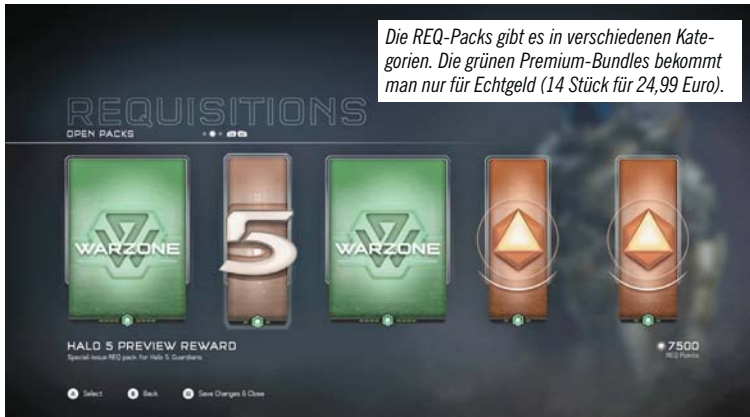 Die REQ-Packs gibt es in verschiedenen Kate-
gorien. Die grünen Premium-Bundles bekommt
man nur für Echtgeld (14 Stück für 24,99 Euro).
REQUISITIONS
OPEN PACKS
WARZONE
5
WARZONE
HALO 5 PREVIEW REWARD
Special-issue REQ pack for Halo 5: Guardians.
7500
REQ Points
A Select
B Back
Save Changes & Close